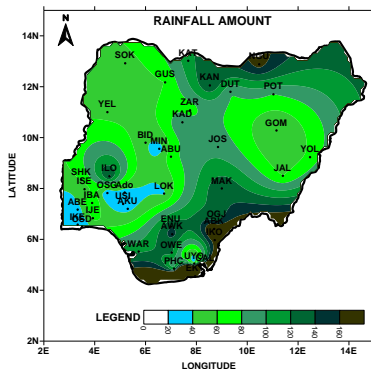 RAINFALL AMOUNT
N
14N
12N
10N
8N
6N
4N
2N
LATITUDE
SOK
KAT
GUS
KAN
DUT
POT
YEL
ZAR
KAD
GOM
BID
MIN
ABU
JOS
YOL
ILO
JAL
SHK
ISE
OSG
Ado
LOK
MAK
IBA
USI
AKU
ABE
IJE
IKE
OSD
ENU
AWK
OGJ
IKO
WAR
OWE
PHC
UYO
CAL
LEGEND
0
20
40
60
80
100
120
140
160
2E
4E
6E
8E
10E
12E
14E
LONGITUDE